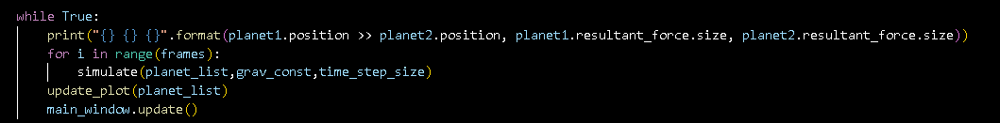 while True:
    print("{} {} {}".format(planet1.position >> planet2.position, planet1.resultant_force.size, planet2.resultant_force.size))
    for i in range(frames):
        simulate(planet_list,grav_const,time_step_size)
    update_plot(planet_list)
    main_window.update()